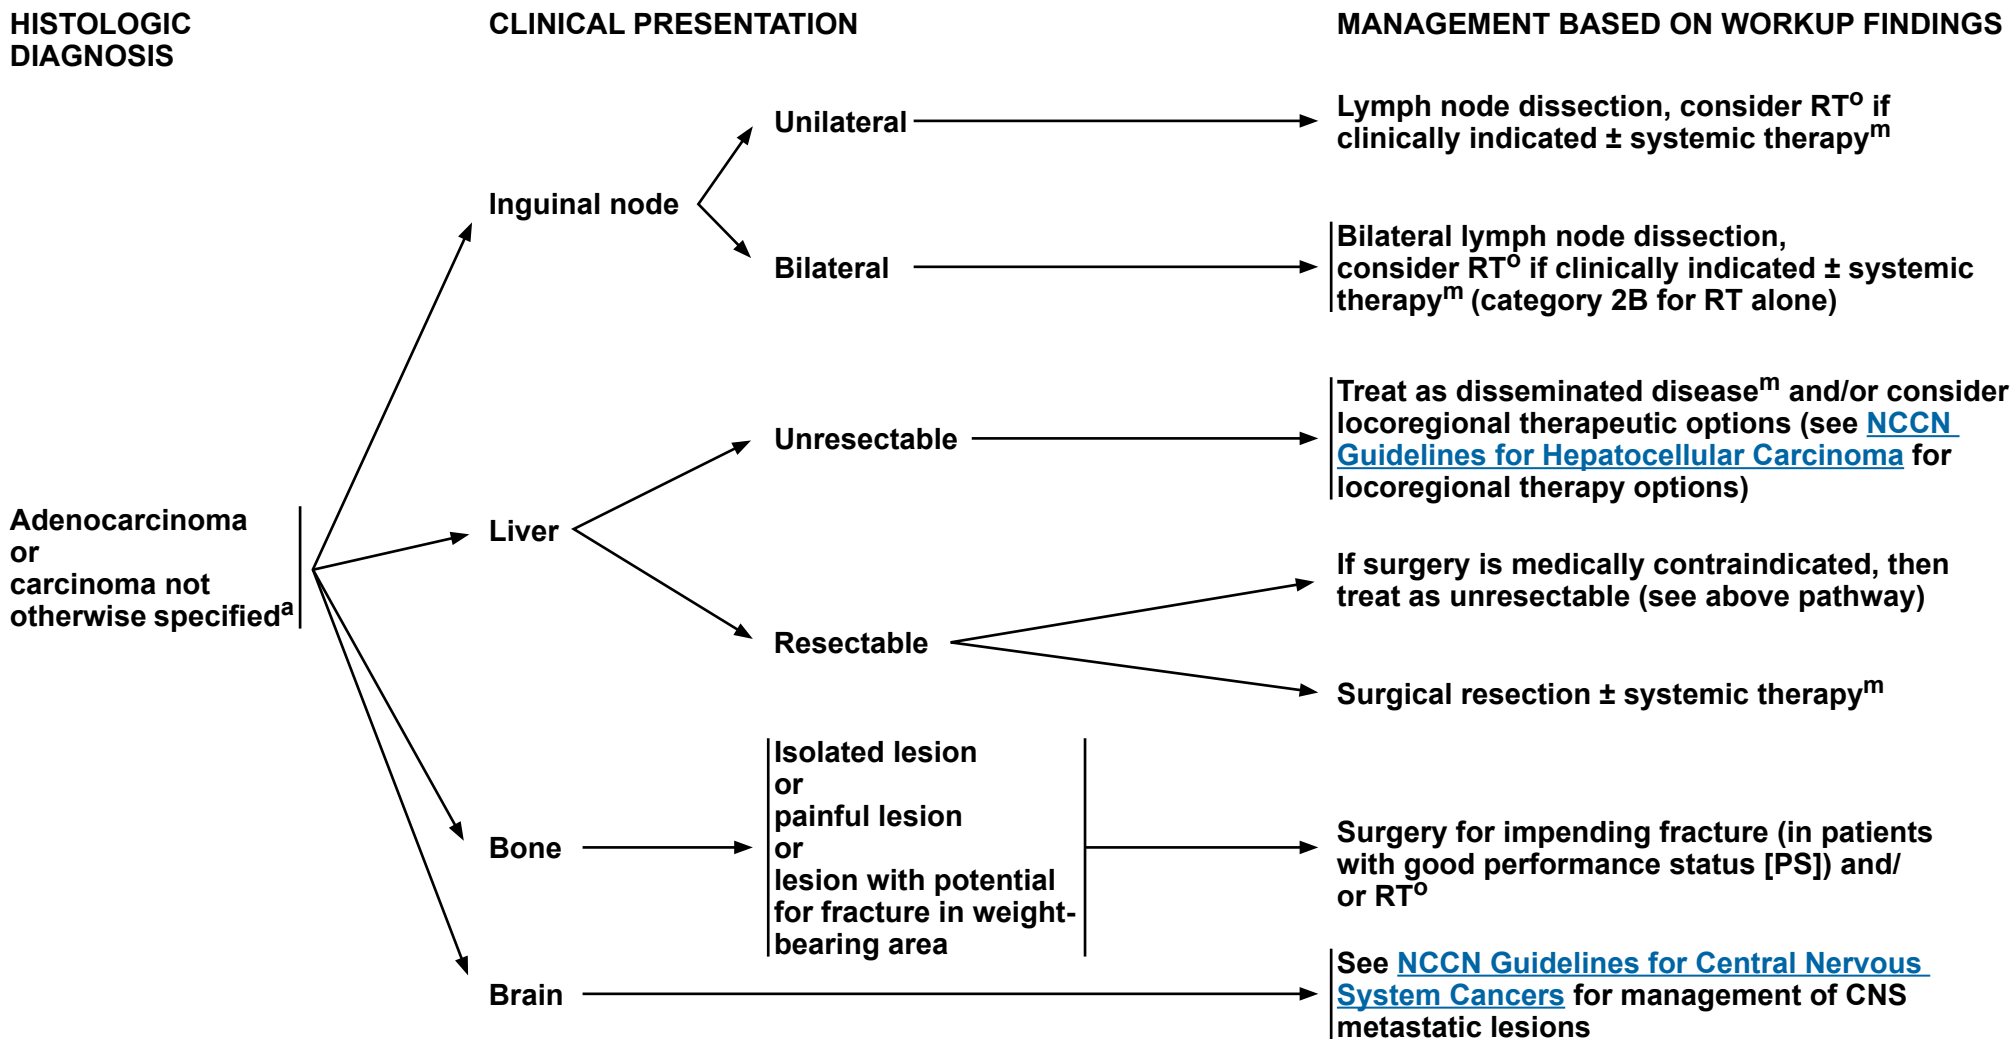 HISTOLOGIC
DIAGNOSIS
CLINICAL PRESENTATION
MANAGEMENT BASED ON WORKUP FINDINGS
Adenocarcinoma
or
carcinoma not
otherwise specifiedᵃ
Inguinal node
Unilateral
Lymph node dissection, consider RTᵒ if
clinically indicated ± systemic therapyᵐ
Bilateral
Bilateral lymph node dissection,
consider RTᵒ if clinically indicated ± systemic
therapyᵐ (category 2B for RT alone)
Liver
Unresectable
Treat as disseminated diseaseᵐ and/or consider
locoregional therapeutic options (see NCCN
Guidelines for Hepatocellular Carcinoma for
locoregional therapy options)
Resectable
If surgery is medically contraindicated, then
treat as unresectable (see above pathway)
Surgical resection ± systemic therapyᵐ
Bone
Isolated lesion
or
painful lesion
or
lesion with potential
for fracture in weight-
bearing area
Surgery for impending fracture (in patients
with good performance status [PS]) and/
or RTᵒ
Brain
See NCCN Guidelines for Central Nervous
System Cancers for management of CNS
metastatic lesions